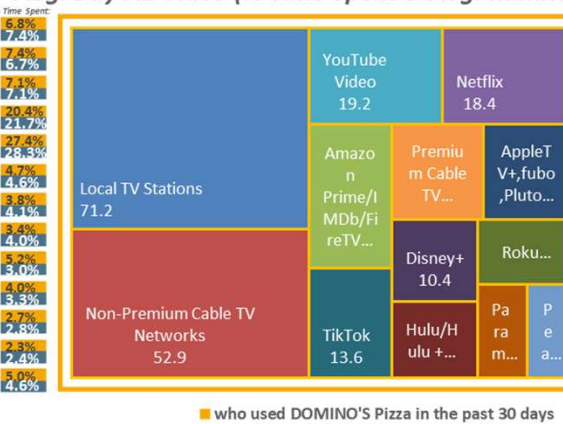 Time Spent:
6.8%
7.4%
7.4%
6.7%
7.1%
7.1%
20.4%
21.7%
27.4%
28.3%
4.7%
4.6%
3.8%
4.1%
3.4%
4.0%
5.2%
3.0%
4.0%
3.3%
2.7%
2.8%
2.3%
2.4%
5.0%
4.6%
Local TV Stations
71.2
Non-Premium Cable TV
Networks
52.9
YouTube
Video
19.2
Netflix
18.4
Amazo
n
Prime/I
MDb/Fi
reTV...
Premiu
m Cable
TV...
AppleT
V+,fubo
,Pluto...
Disney+
10.4
Roku...
TikTok
13.6
Hulu/H
ulu +...
Pa
ra
m...
P
e
a...
who used DOMINO'S Pizza in the past 30 days